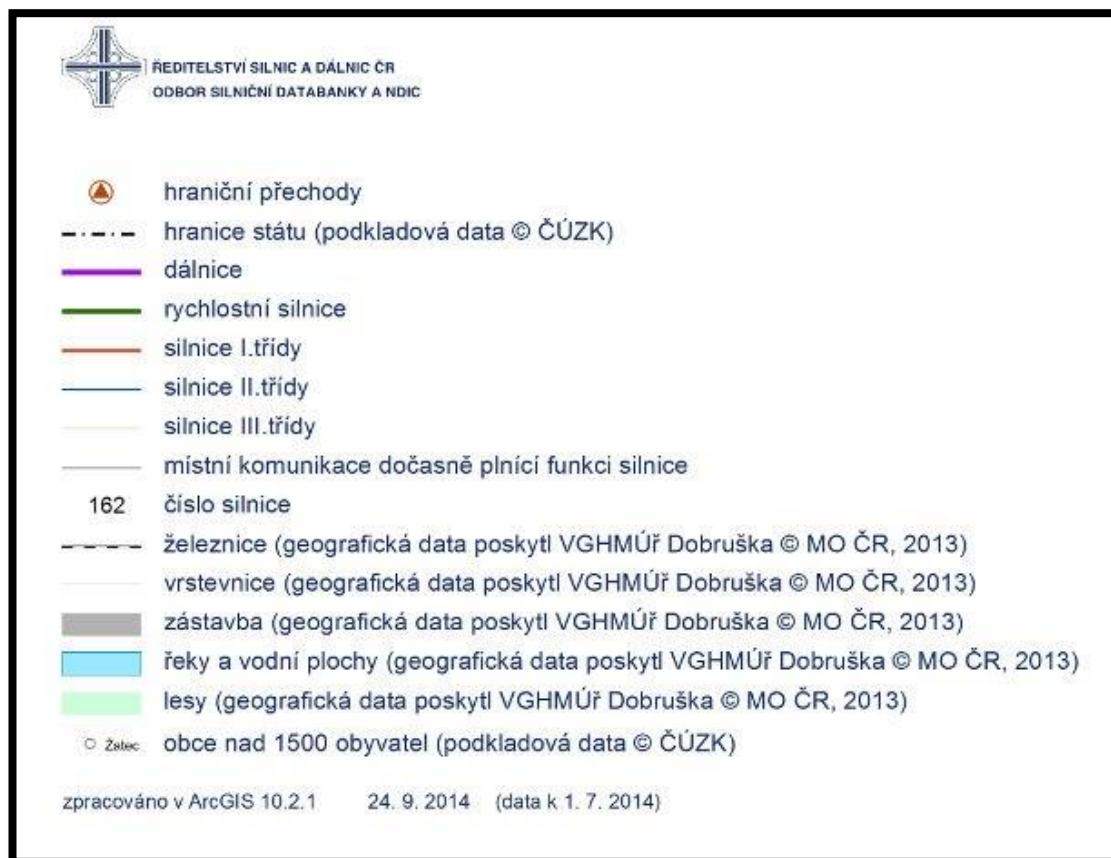 ŘEDITELSTVÍ SILNIC A DÁLNIC ČR
ODBOR SILNIČNÍ DATABANKY A NDIC
hraniční přechody
hranice státu (podkladová data © ČÚZK)
dálnice
rychlostní silnice
silnice I.třídy
silnice II.třídy
silnice III.třídy
místní komunikace dočasně plnící funkci silnice
162 číslo silnice
železnice (geografická data poskytl VGHMÚř Dobruška © MO ČR, 2013)
vrstevnice (geografická data poskytl VGHMÚř Dobruška © MO ČR, 2013)
zástavba (geografická data poskytl VGHMÚř Dobruška © MO ČR, 2013)
řeky a vodní plochy (geografická data poskytl VGHMÚř Dobruška © MO ČR, 2013)
lesy (geografická data poskytl VGHMÚř Dobruška © MO ČR, 2013)
Žatec obce nad 1500 obyvatel (podkladová data © ČÚZK)
zpracováno v ArcGIS 10.2.1 24. 9. 2014 (data k 1. 7. 2014)